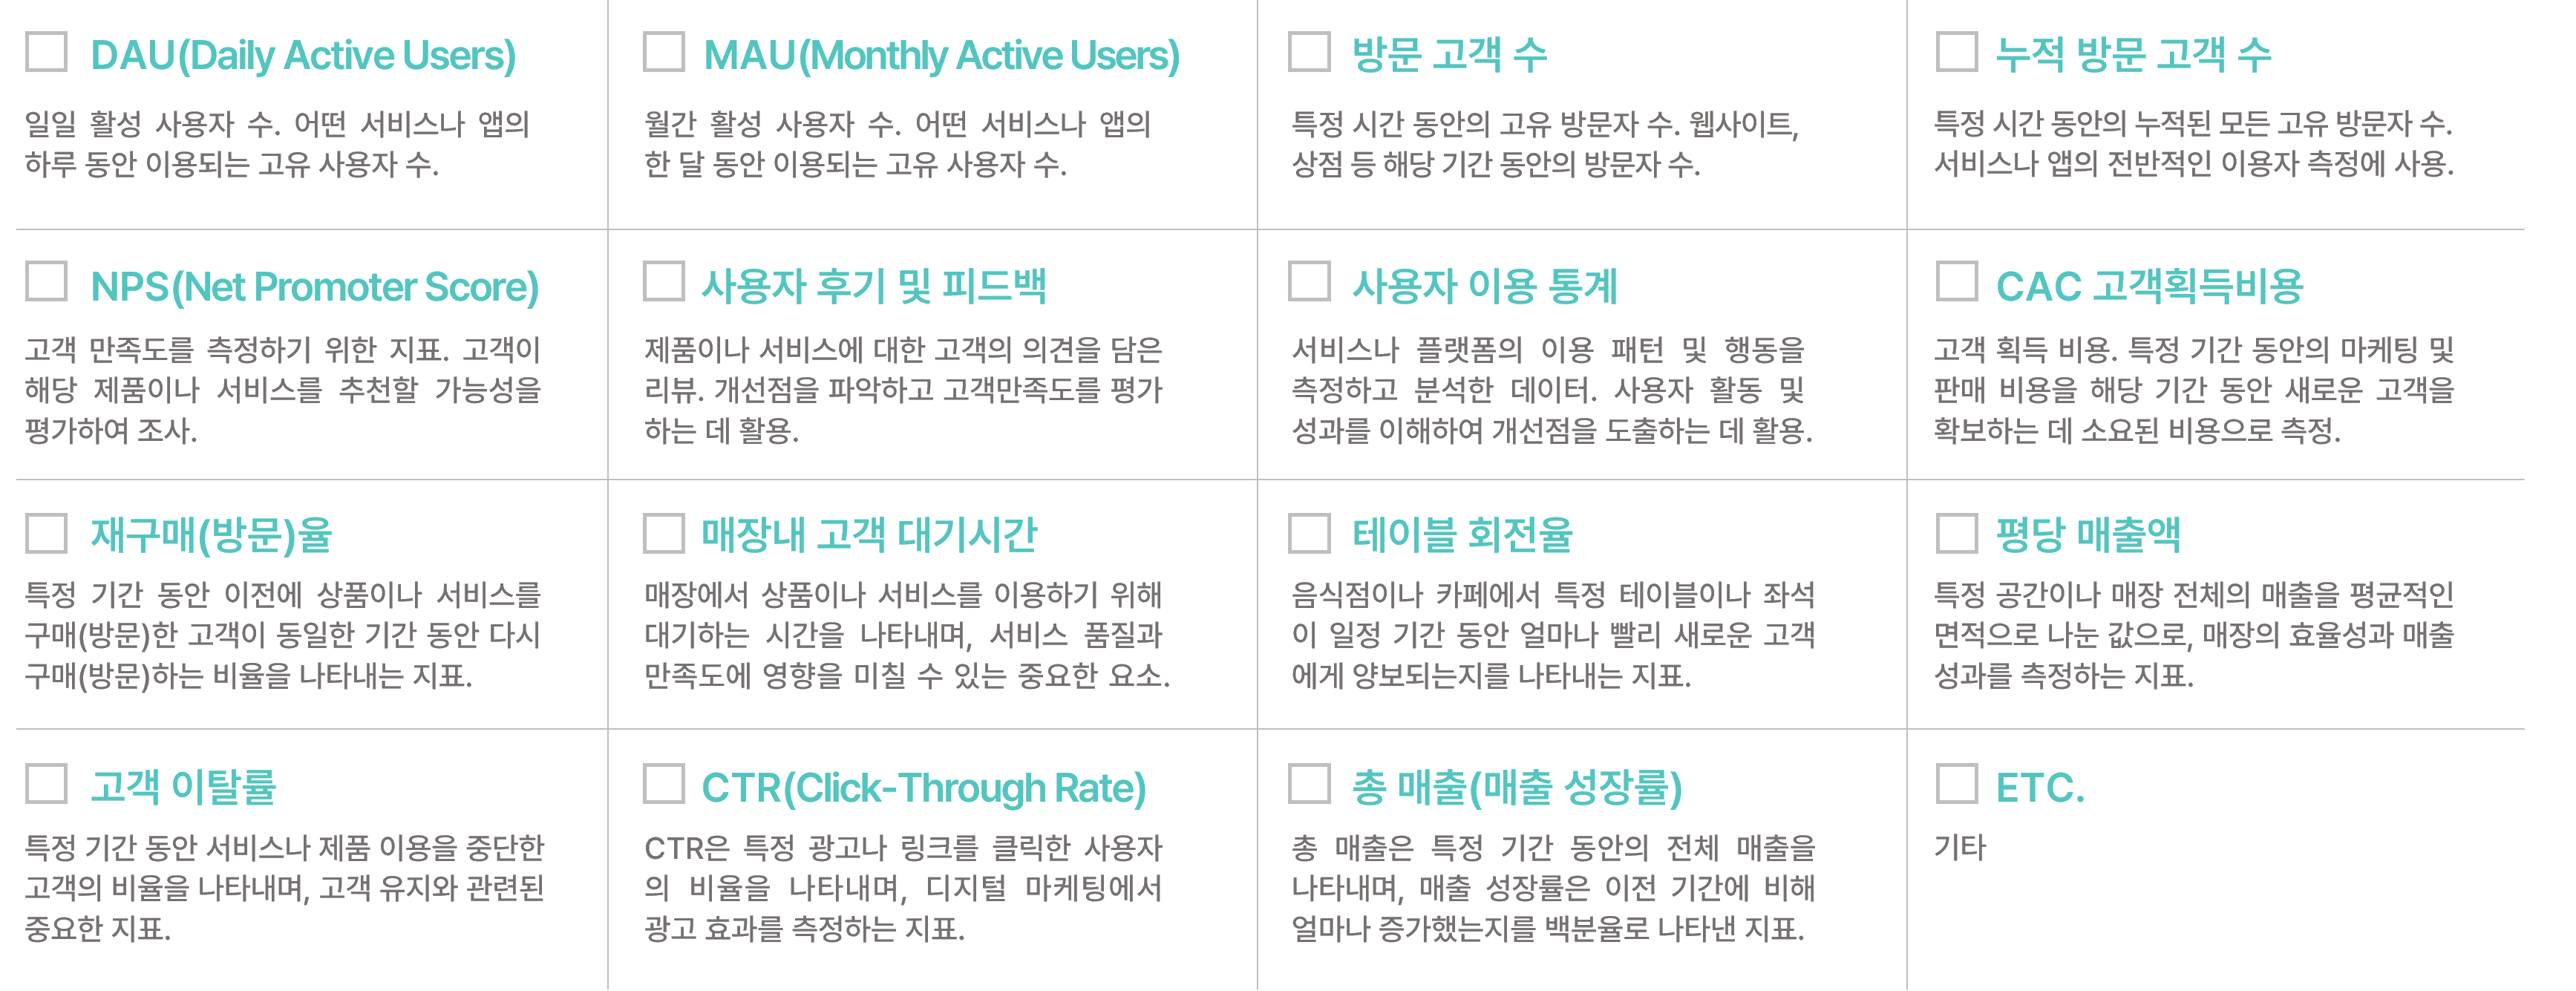 DAU(Daily Active Users)
일일 활성 사용자 수. 어떤 서비스나 앱의
하루 동안 이용되는 고유 사용자 수.
MAU(Monthly Active Users)
월간 활성 사용자 수. 어떤 서비스나 앱의
한 달 동안 이용되는 고유 사용자 수.
방문 고객 수
특정 시간 동안의 고유 방문자 수. 웹사이트,
상점 등 해당 기간 동안의 방문자 수.
누적 방문 고객 수
특정 시간 동안의 누적된 모든 고유 방문자 수.
서비스나 앱의 전반적인 이용자 측정에 사용.
NPS(Net Promoter Score)
고객 만족도를 측정하기 위한 지표. 고객이
해당 제품이나 서비스를 추천할 가능성을
평가하여 조사.
사용자 후기 및 피드백
제품이나 서비스에 대한 고객의 의견을 담은
리뷰. 개선점을 파악하고 고객만족도를 평가
하는 데 활용.
사용자 이용 통계
서비스나 플랫폼의 이용 패턴 및 행동을
측정하고 분석한 데이터. 사용자 활동 및
성과를 이해하여 개선점을 도출하는 데 활용.
CAC 고객획득비용
고객 획득 비용. 특정 기간 동안의 마케팅 및
판매 비용을 해당 기간 동안 새로운 고객을
확보하는 데 소요된 비용으로 측정.
재구매(방문)율
특정 기간 동안 이전에 상품이나 서비스를
구매(방문)한 고객이 동일한 기간 동안 다시
구매(방문)하는 비율을 나타내는 지표.
매장내 고객 대기시간
매장에서 상품이나 서비스를 이용하기 위해
대기하는 시간을 나타내며, 서비스 품질과
만족도에 영향을 미칠 수 있는 중요한 요소.
테이블 회전율
음식점이나 카페에서 특정 테이블이나 좌석
이 일정 기간 동안 얼마나 빨리 새로운 고객
에게 양보되는지를 나타내는 지표.
평당 매출액
특정 공간이나 매장 전체의 매출을 평균적인
면적으로 나눈 값으로, 매장의 효율성과 매출
성과를 측정하는 지표.
고객 이탈률
특정 기간 동안 서비스나 제품 이용을 중단한
고객의 비율을 나타내며, 고객 유지와 관련된
중요한 지표.
CTR(Click-Through Rate)
CTR은 특정 광고나 링크를 클릭한 사용자
의 비율을 나타내며, 디지털 마케팅에서
광고 효과를 측정하는 지표.
총 매출(매출 성장률)
총 매출은 특정 기간 동안의 전체 매출을
나타내며, 매출 성장률은 이전 기간에 비해
얼마나 증가했는지를 백분율로 나타낸 지표.
ETC.
기타